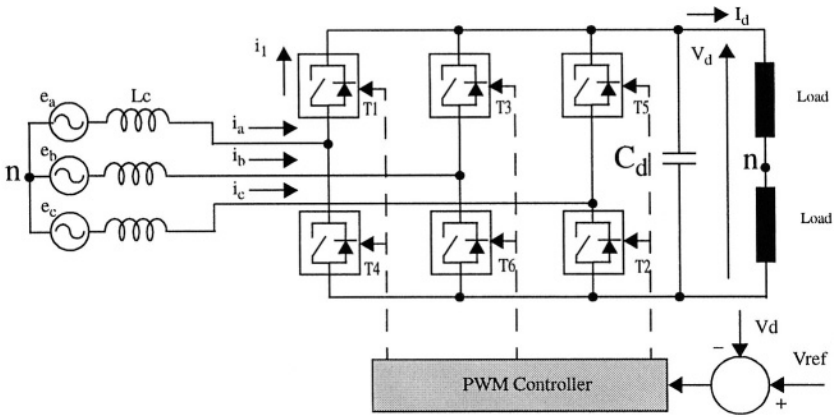 I_d
i_1
V_d
e_a
Lc
T1
T3
T5
Load
i_a
e_b
i_b
n
C_d
n
e_c
i_c
Load
T4
T6
T2
−
Vd
Vref
PWM Controller
+